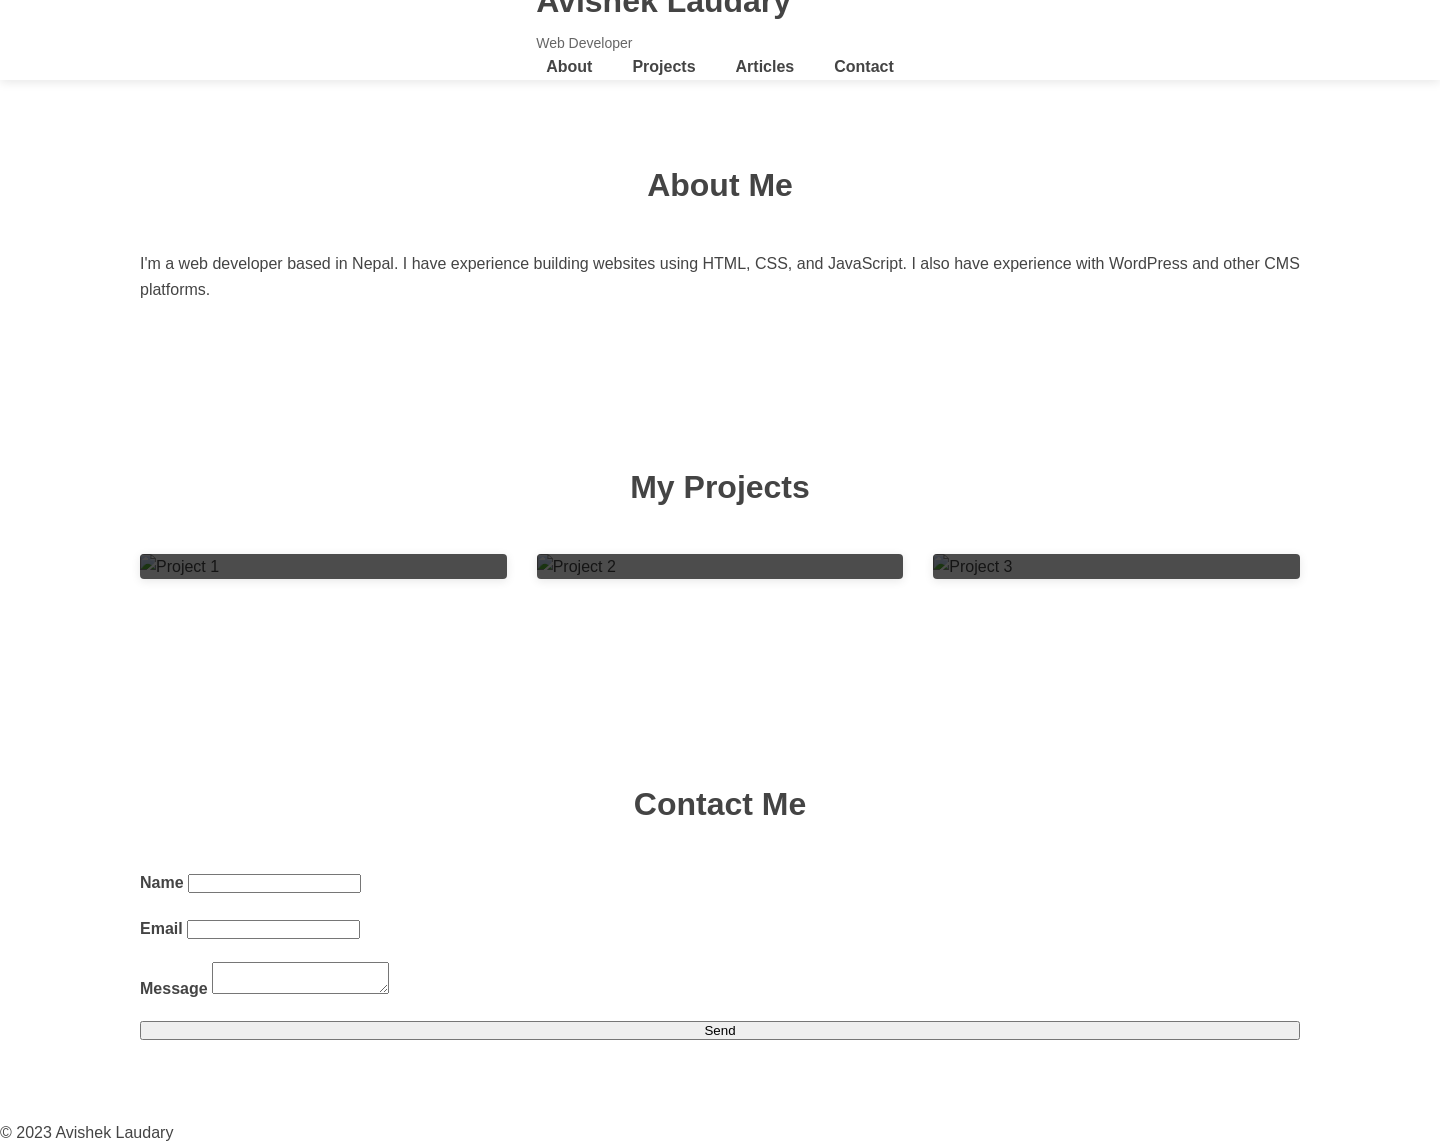 Avishek Laudary
Web Developer
About Projects Articles Contact
About Me
I'm a web developer based in Nepal. I have experience building websites using HTML, CSS, and JavaScript. I also have experience with WordPress and other CMS
platforms.
My Projects
Project 1 Project 2 Project 3
Contact Me
Name
Email
Message
Send
© 2023 Avishek Laudary